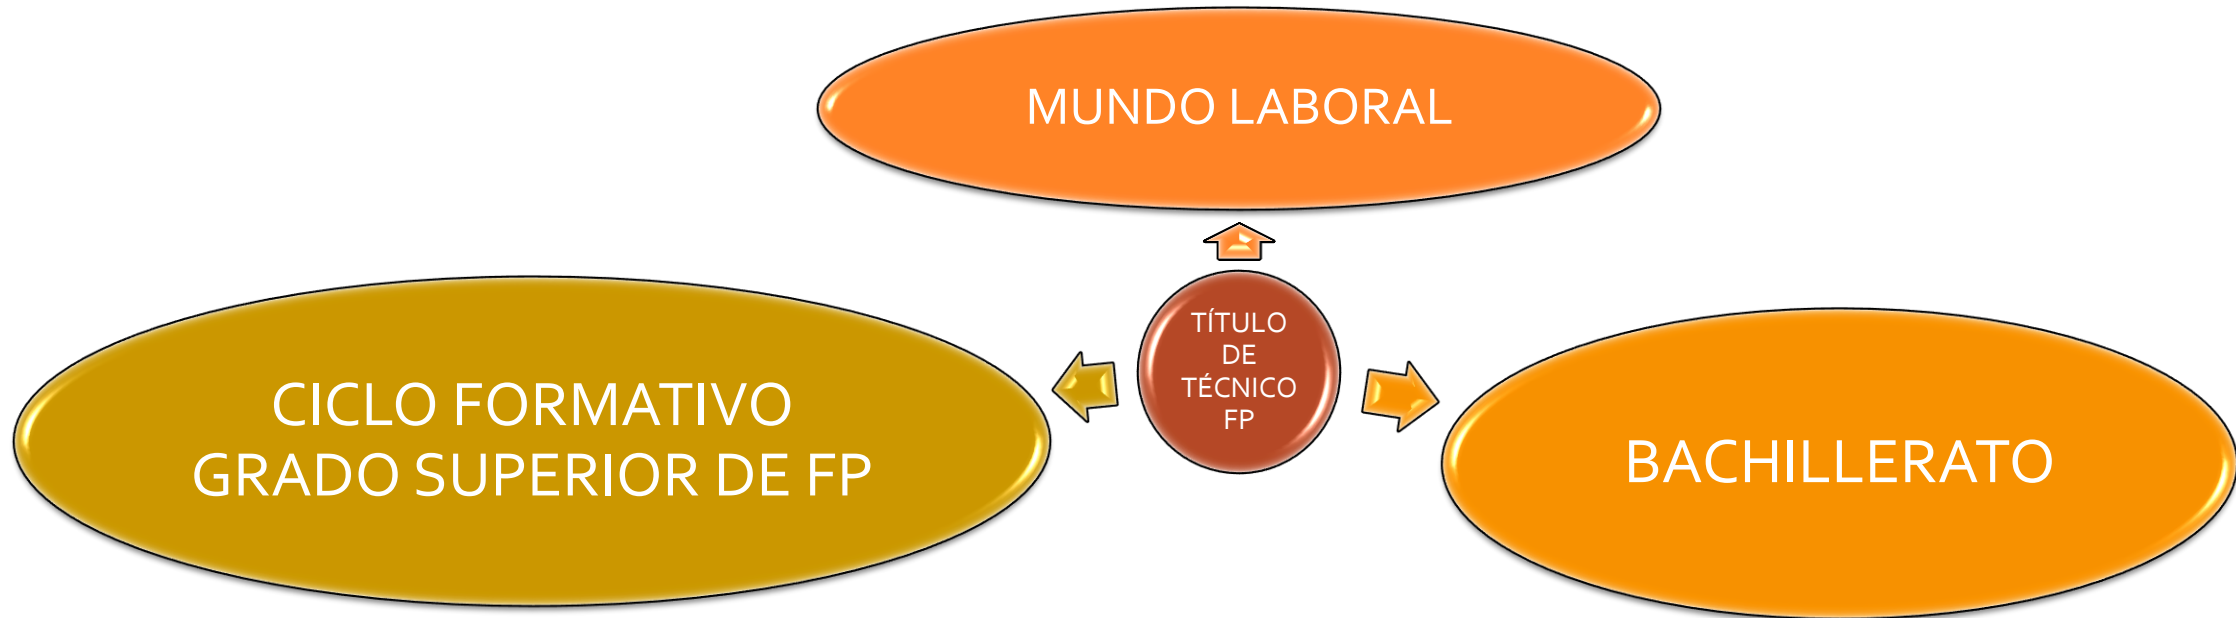 MUNDO LABORAL
TÍTULO
DE
TÉCNICO
FP
CICLO FORMATIVO
GRADO SUPERIOR DE FP
BACHILLERATO